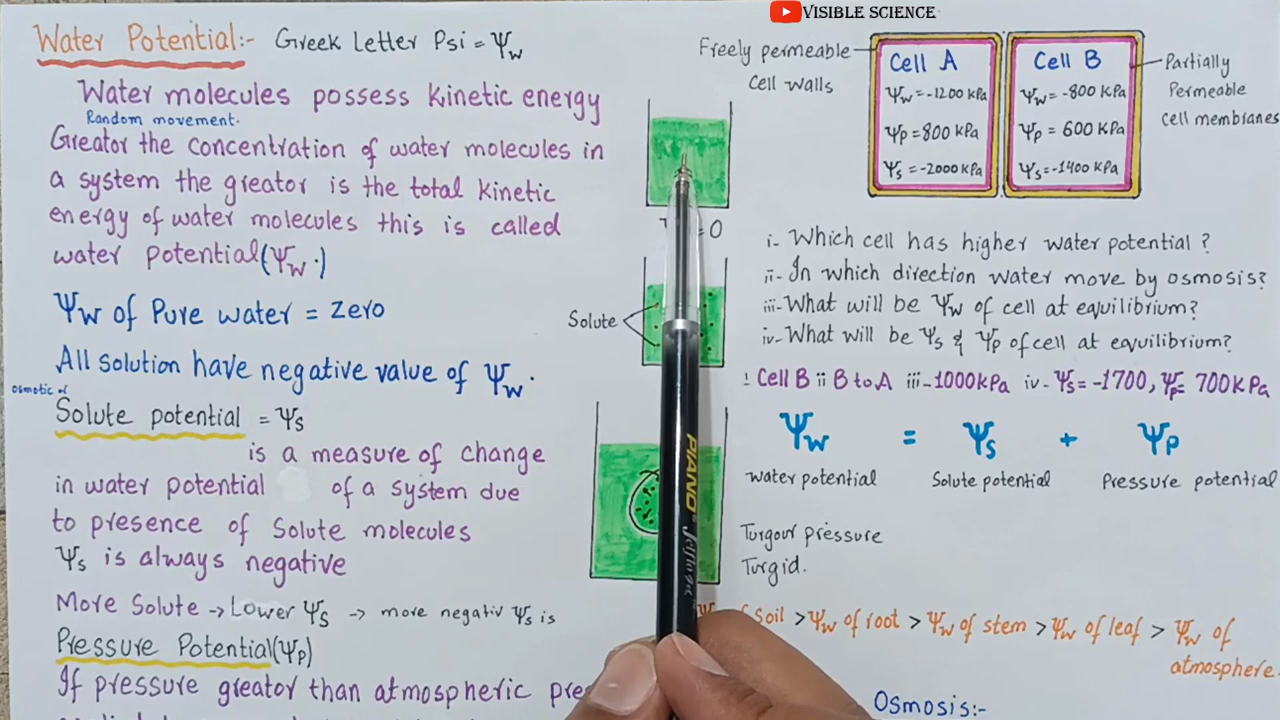 VISIBLE SCIENCE
Water Potential:- Greek Letter Psi = Ψw
Water molecules possess kinetic energy
Random movement.
Greator the concentration of water molecules in
a system the greator is the total kinetic
energy of water molecules this is called
water potential (Ψw.)
Ψw of Pure water = Zero
All solution have negative value of Ψw.
Osmotic or
Solute potential = Ψs
is a measure of change
in water potential of a system due
to presence of Solute molecules
Ψs is always negative
More Solute → Lower Ψs → more negativ Ψs is
Pressure Potential (Ψp)
If pressure greator than atmospheric
= 0
Solute
PIANO
Freely permeable
Cell walls
Cell A
Ψw = -1200 kPa
Ψp = 800 kPa
Ψs = -2000 kPa
Cell B
Ψw = -800 kPa
Ψp = 600 kPa
Ψs = -1400 kPa
Partially
Permeable
cell membranes
i- Which cell has higher water potential?
ii- In which direction water move by osmosis?
iii- What will be Ψw of cell at equilibrium?
iv- What will be Ψs & Ψp of cell at equilibrium?
i Cell B ii B to A iii -1000 kPa iv- Ψs = -1700, Ψp = 700 KPa
Ψw = Ψs + Ψp
Water potential Solute potential Pressure potential
Turgour pressure
Turgid.
Soil > Ψw of root > Ψw of stem > Ψw of leaf > Ψw of
atmosphere
Osmosis:-